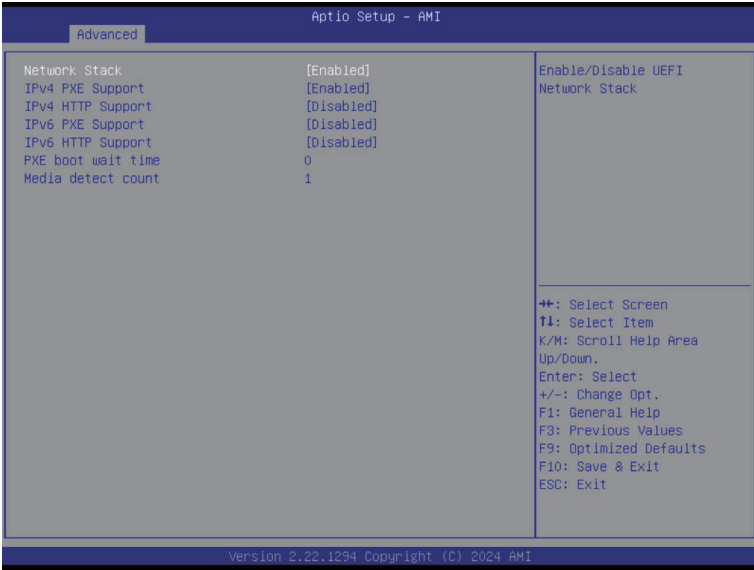 Aptio Setup – AMI
Advanced
Network Stack [Enabled]
IPv4 PXE Support [Enabled]
IPv4 HTTP Support [Disabled]
IPv6 PXE Support [Disabled]
IPv6 HTTP Support [Disabled]
PXE boot wait time 0
Media detect count 1
Enable/Disable UEFI
Network Stack
→←: Select Screen
↑↓: Select Item
K/M: Scroll Help Area
Up/Down.
Enter: Select
+/-: Change Opt.
F1: General Help
F3: Previous Values
F9: Optimized Defaults
F10: Save & Exit
ESC: Exit
Version 2.22.1294 Copyright (C) 2024 AMI